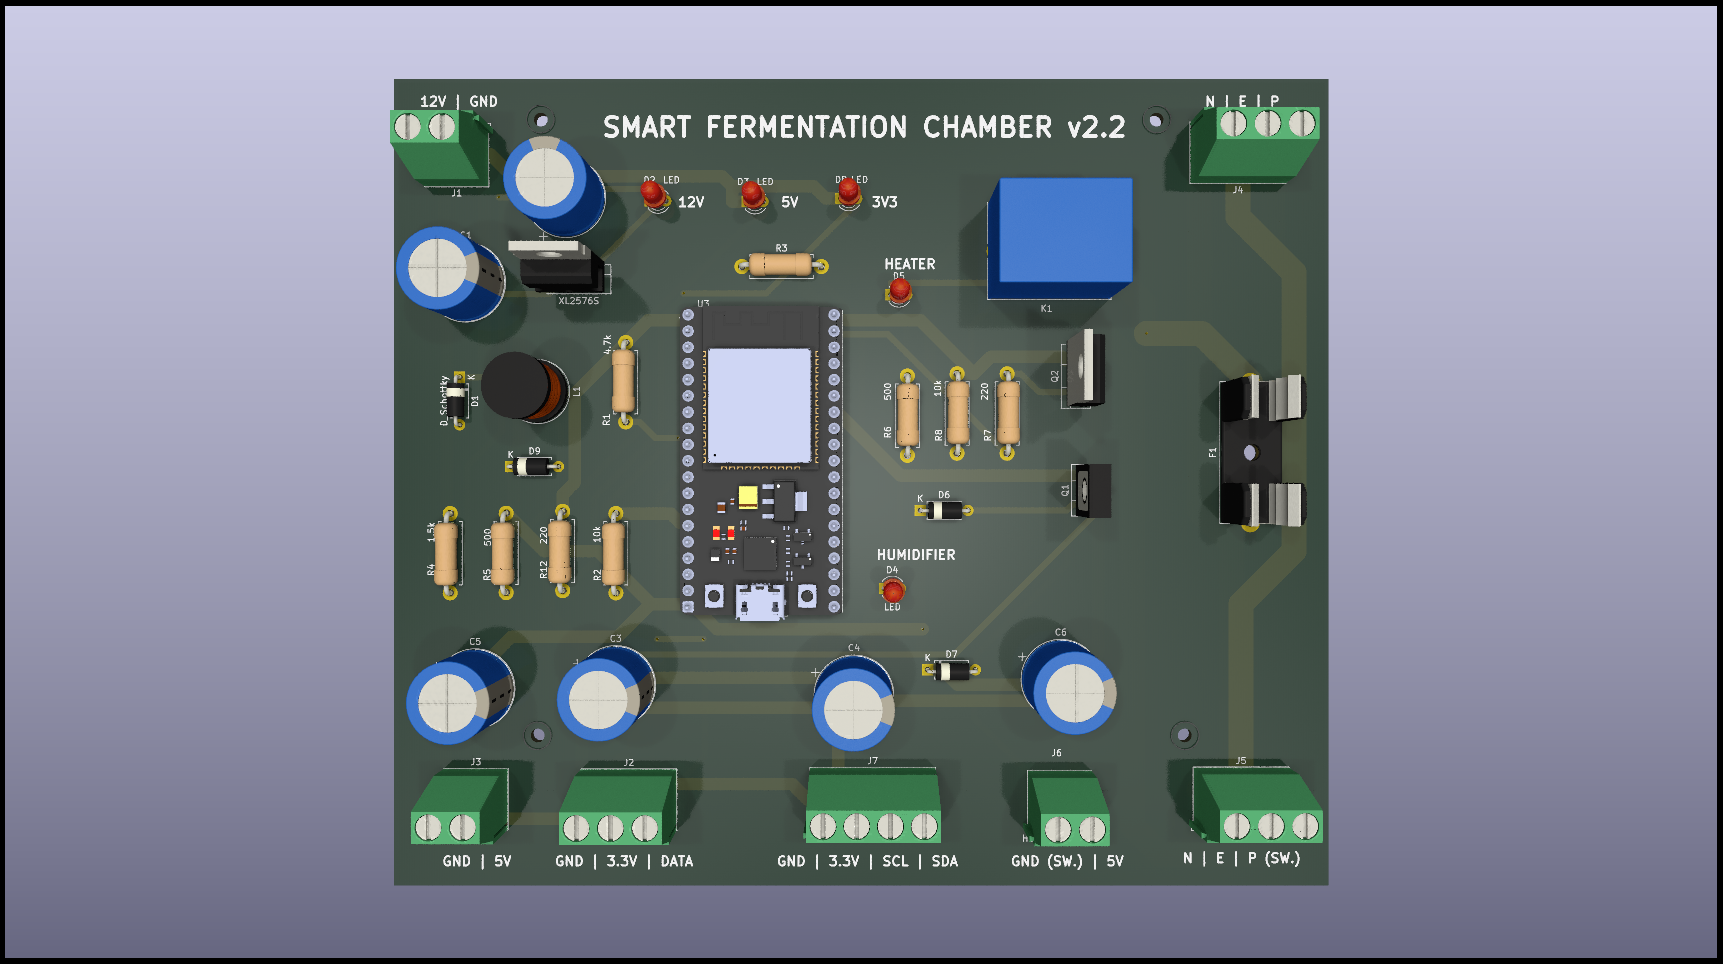 12V | GND
N | E | P
SMART FERMENTATION CHAMBER v2.2
J1
J4
LED
LED
LED
12V
5V
3V3
C1
+
R3
HEATER
D5
XL2576S
K1
U3
4.7k
R1
L1
D_Schottky
K
D1
500
R6
10k
R8
220
R7
Q2
F1
K
D9
Q1
K
D6
1.5k
R4
500
R5
220
R12
10k
R2
HUMIDIFIER
D4
LED
C5
C3
+
C4
+
K
D7
C6
+
J3
J2
J7
J6
J5
GND | 5V
GND | 3.3V | DATA
GND | 3.3V | SCL | SDA
GND (SW.) | 5V
N | E | P (SW.)